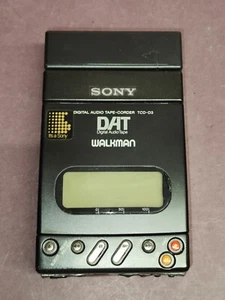 SONY
DIGITAL AUDIO TAPE-CORDER TCD-D3
DAT
Digital Audio Tape
It's a Sony
WALKMAN